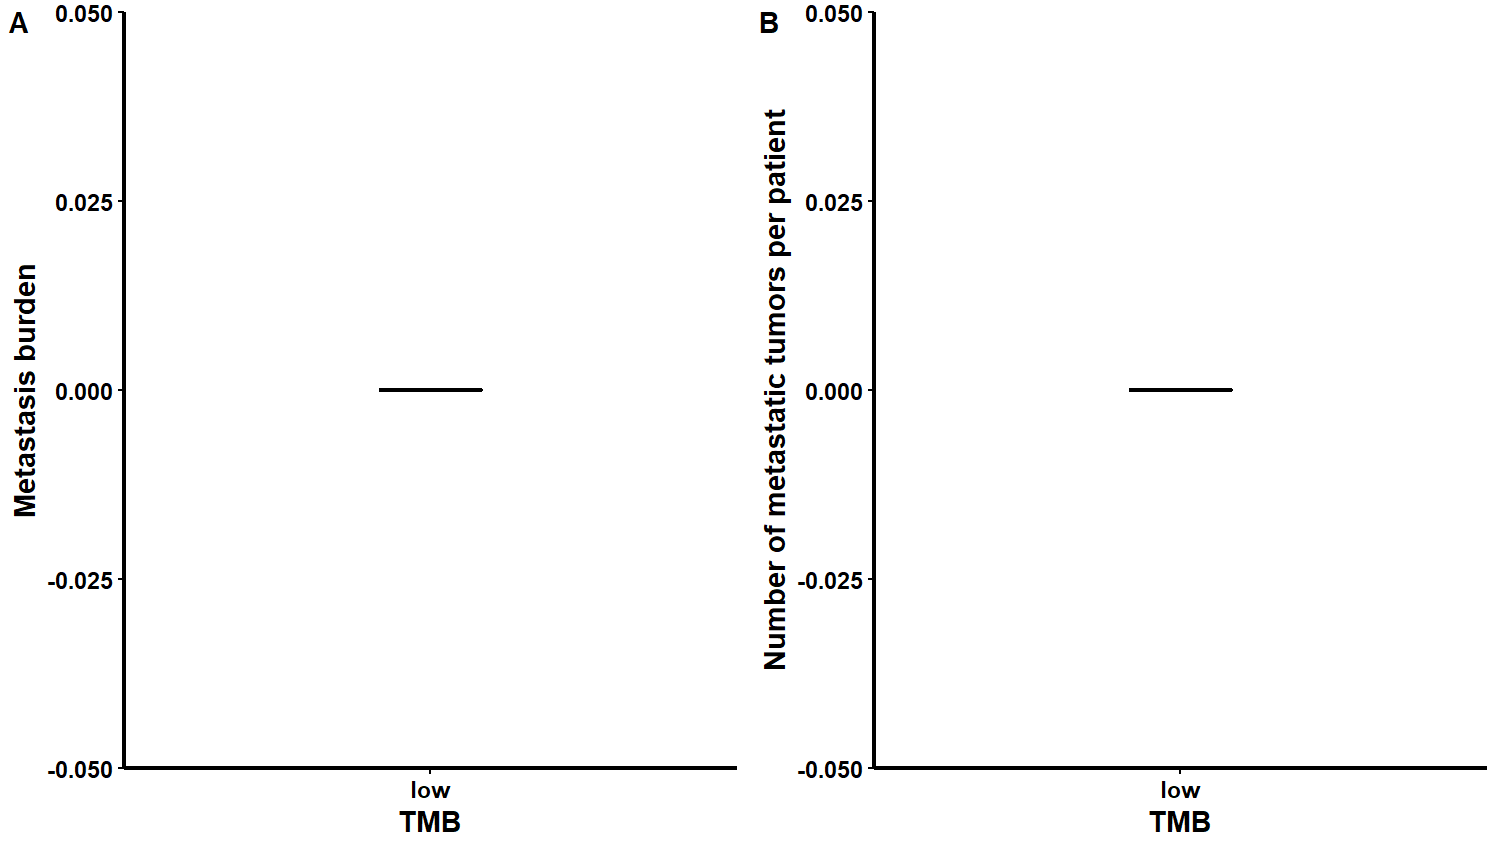 A
Metastasis burden
0.050
0.025
0.000
-0.025
-0.050
low
TMB
B
Number of metastatic tumors per patient
0.050
0.025
0.000
-0.025
-0.050
low
TMB